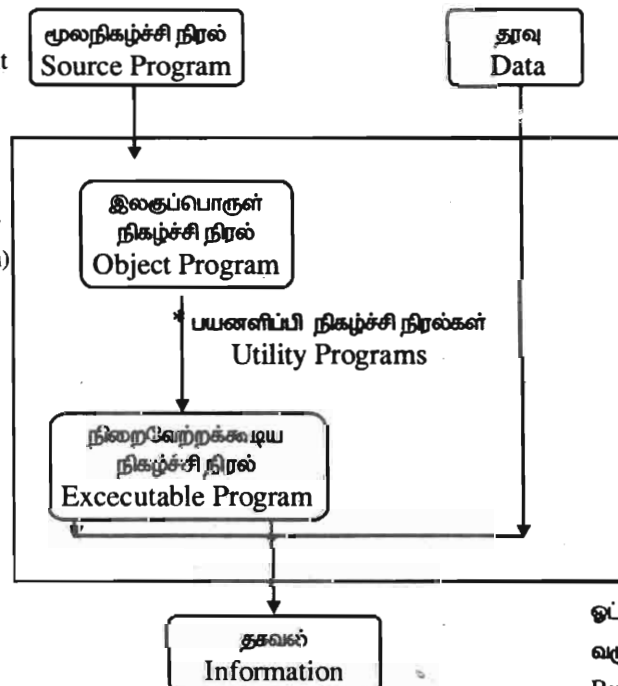 மூலநிகழ்ச்சி நிரல்
Source Program
t
தரவு
Data
இலகுப்பொருள்
நிகழ்ச்சி நிரல்
Object Program
)
* பயனளிப்பி நிகழ்ச்சி நிரல்கள்
Utility Programs
நிறைவேற்றக்கூடிய
நிகழ்ச்சி நிரல்
Excecutable Program
தகவல்
Information